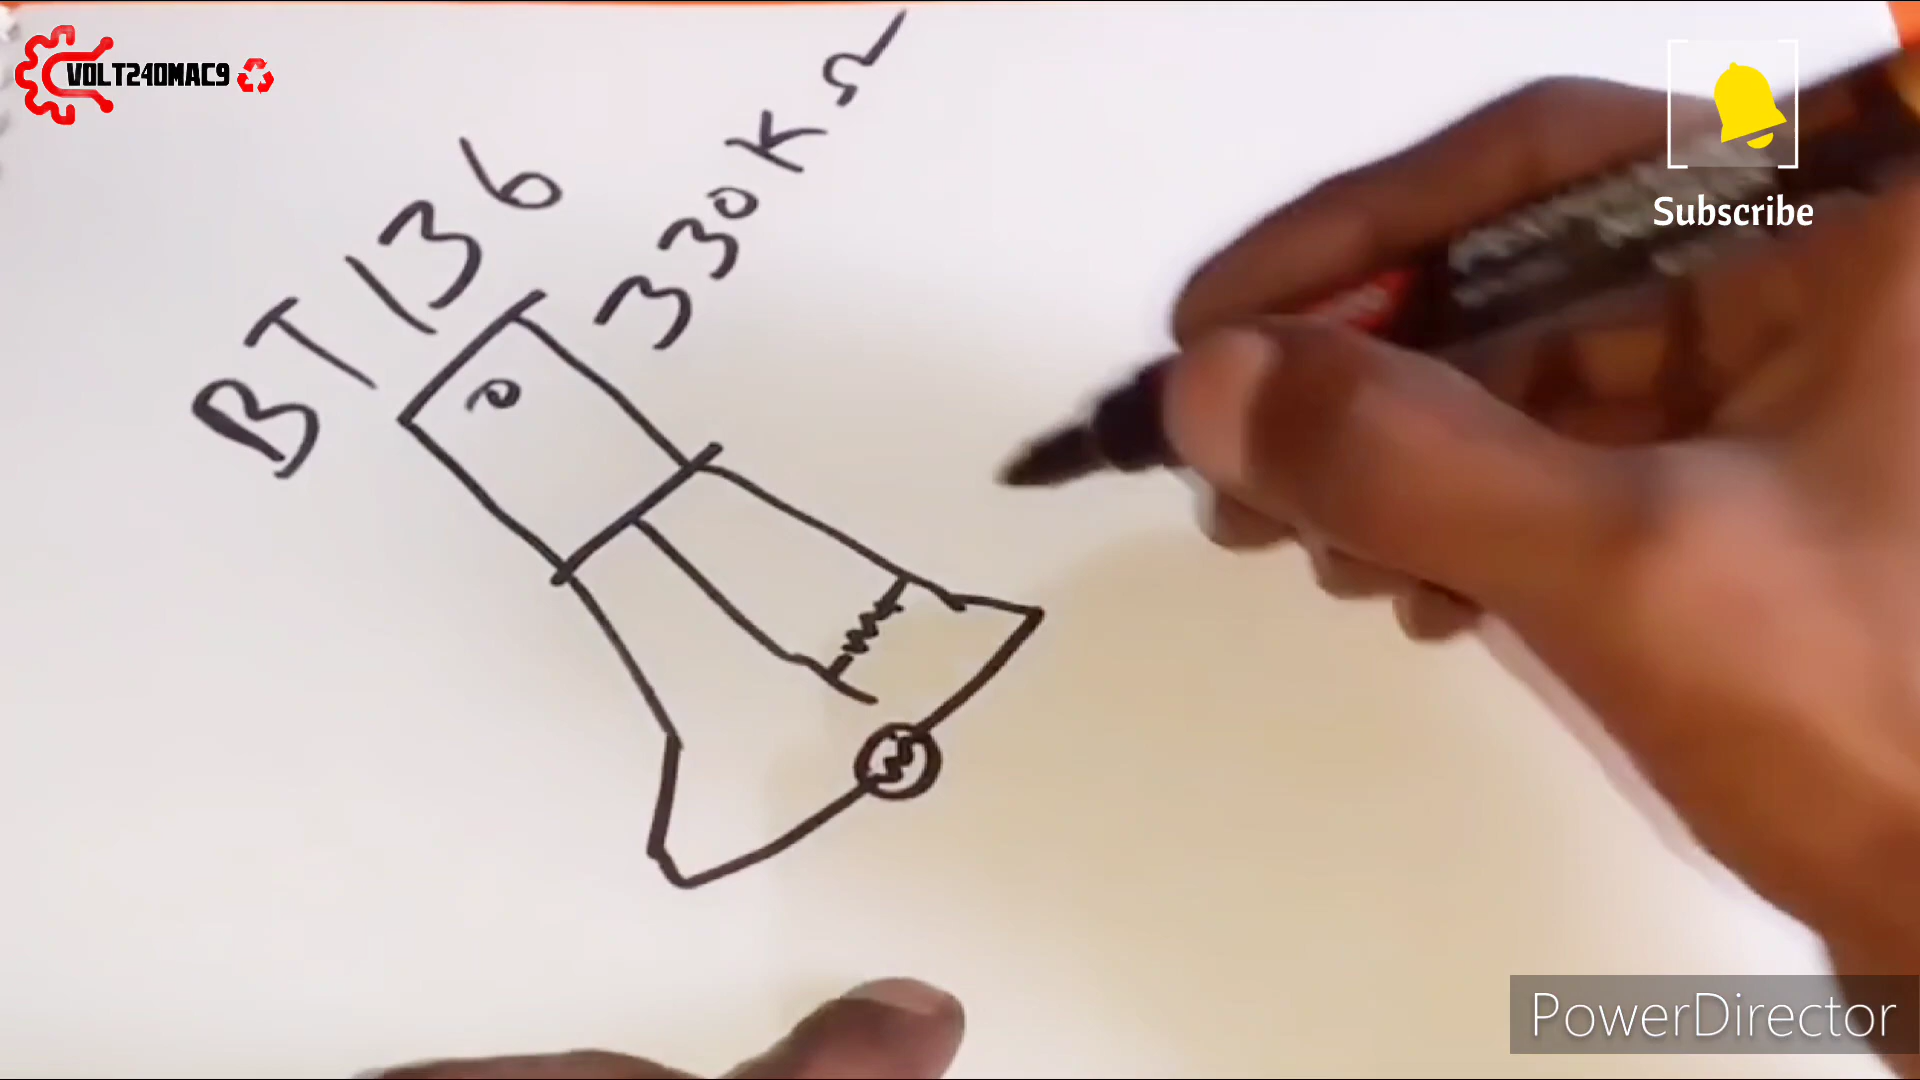 VOLT240MAC9
Subscribe
BT136
330KΩ
PowerDirector